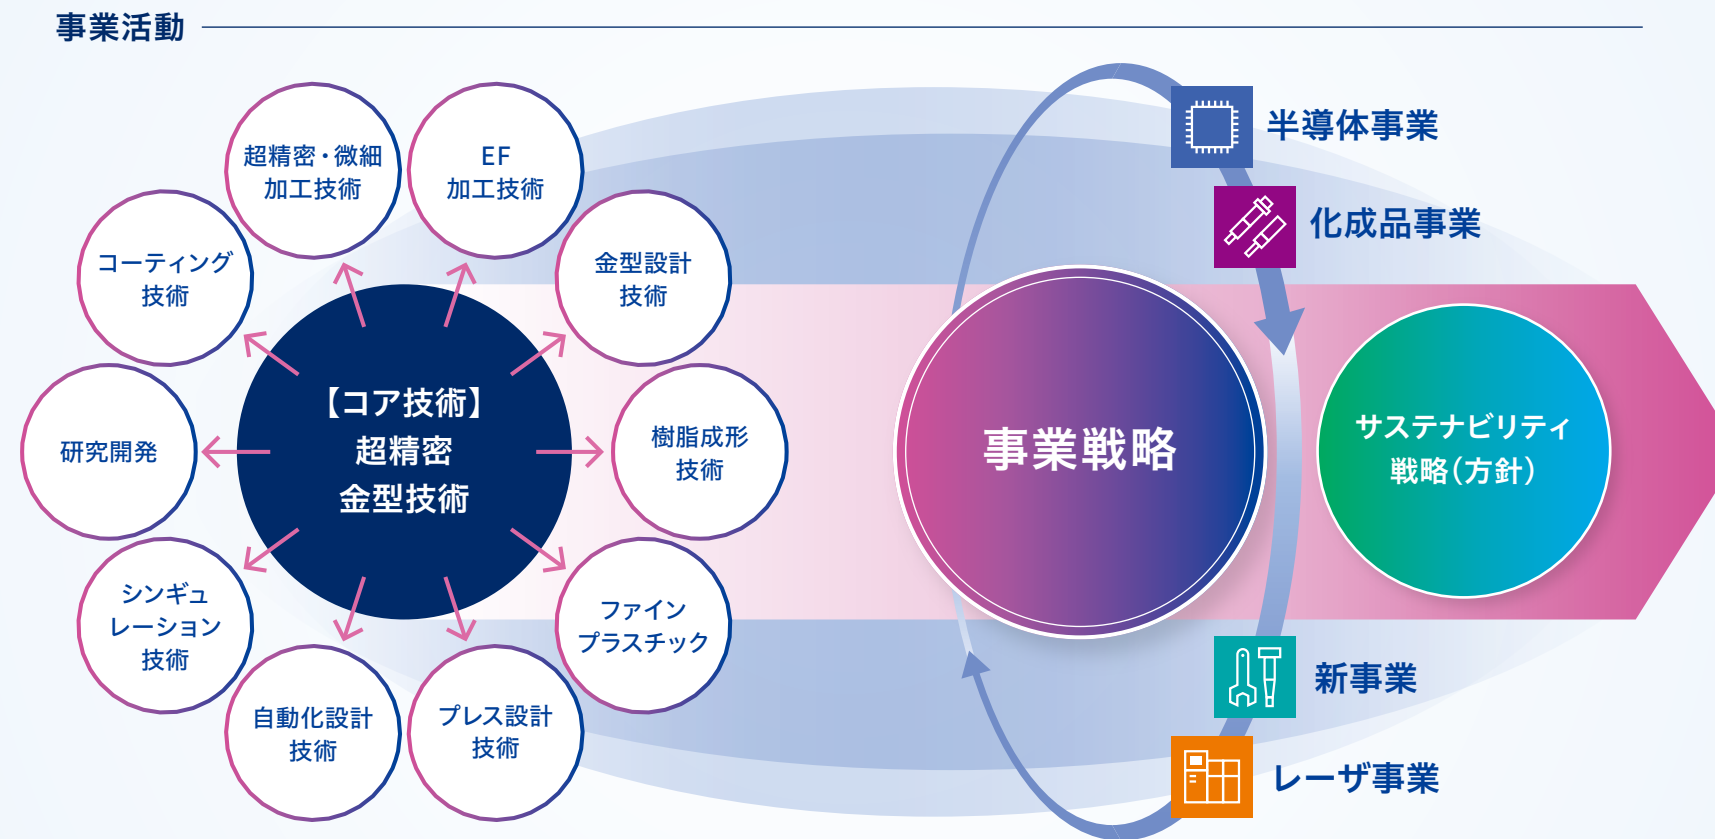 事業活動
超精密・微細
加工技術
EF
加工技術
コーティング
技術
金型設計
技術
研究開発
【コア技術】
超精密
金型技術
樹脂成形
技術
シンギュ
レーション
技術
ファイン
プラスチック
自動化設計
技術
プレス設計
技術
事業戦略
半導体事業
化成品事業
サステナビリティ
戦略（方針）
新事業
レーザ事業